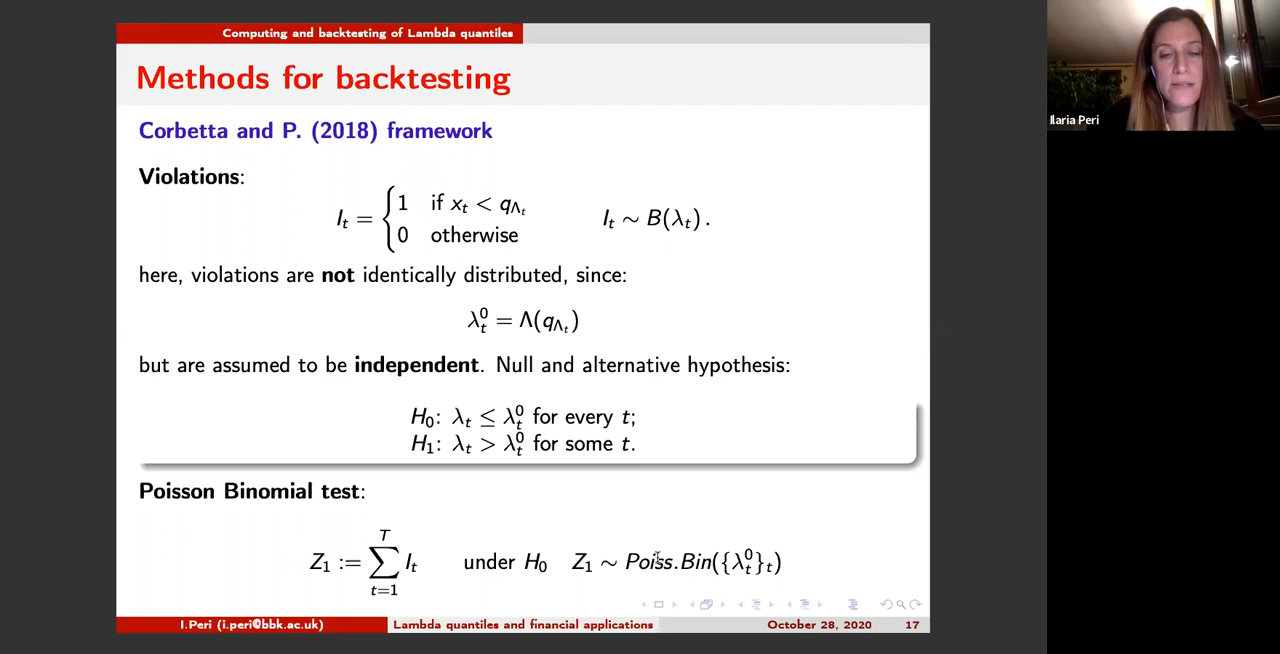 Computing and backtesting of Lambda quantiles
Methods for backtesting
Corbetta and P. (2018) framework
Violations:
I_t = { 1 if x_t < q_{Λ_t}
0 otherwise
I_t ∼ B(λ_t).
here, violations are not identically distributed, since:
λ_t^0 = Λ(q_{Λ_t})
but are assumed to be independent. Null and alternative hypothesis:
H_0: λ_t ≤ λ_t^0 for every t;
H_1: λ_t > λ_t^0 for some t.
Poisson Binomial test:
Z_1 := ∑_{t=1}^{T} I_t under H_0 Z_1 ∼ Poiss.Bin({λ_t^0}_t)
I.Peri (i.peri@bbk.ac.uk) Lambda quantiles and financial applications October 28, 2020 17
Ilaria Peri